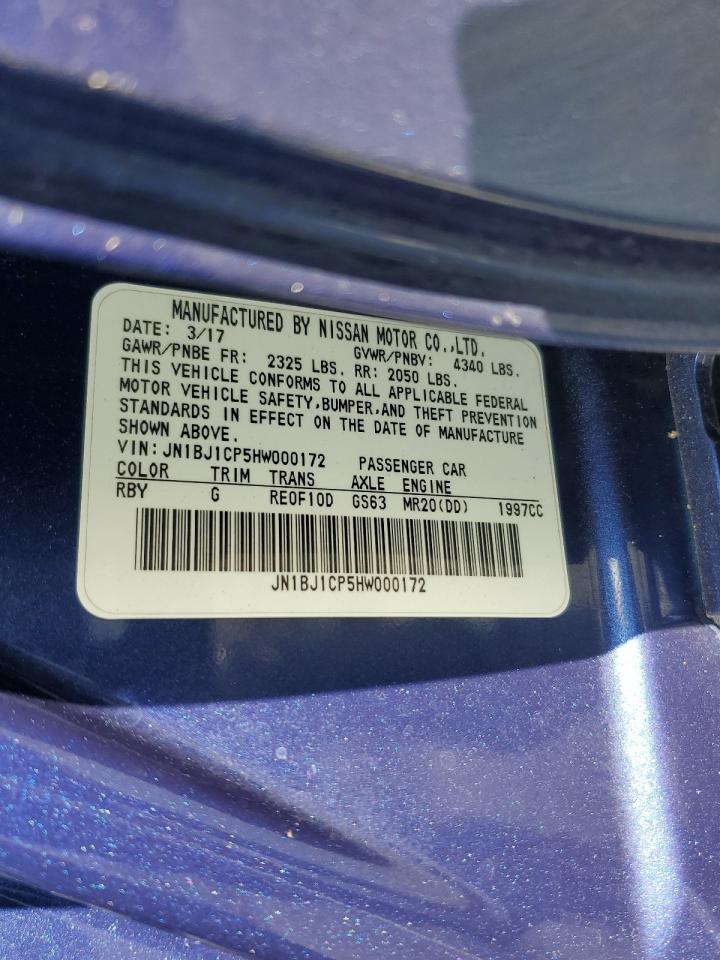 MANUFACTURED BY NISSAN MOTOR CO.,LTD.
DATE: 3/17 GVWR/PNBV: 4340 LBS.
GAWR/PNBE FR: 2325 LBS. RR: 2050 LBS.
THIS VEHICLE CONFORMS TO ALL APPLICABLE FEDERAL
MOTOR VEHICLE SAFETY,BUMPER,AND THEFT PREVENTION
STANDARDS IN EFFECT ON THE DATE OF MANUFACTURE
SHOWN ABOVE.
VIN:JN1BJ1CP5HW000172 PASSENGER CAR
COLOR TRIM TRANS AXLE ENGINE
RBY G RE0F10D GS63 MR20(DD) 1997CC
JN1BJ1CP5HW000172